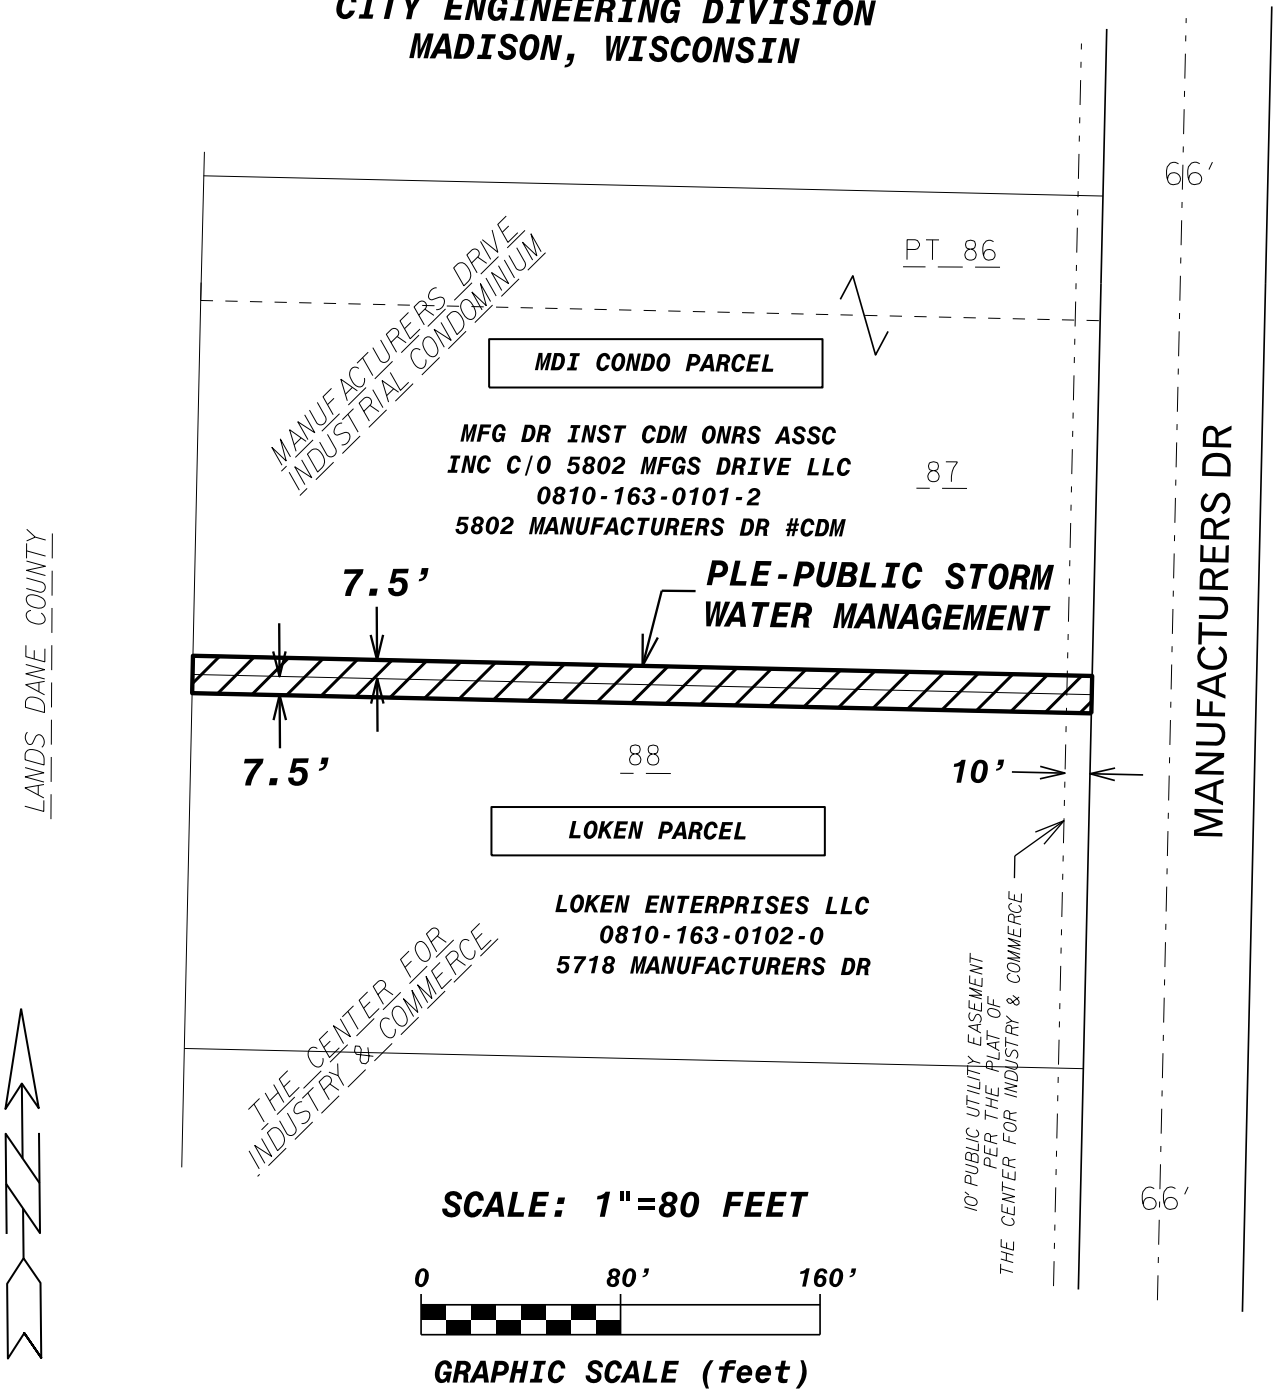 CITY ENGINEERING DIVISION
MADISON, WISCONSIN
66'
PT 86
MANUFACTURERS DRIVE
INDUSTRIAL CONDOMINIUM
MDI CONDO PARCEL
MFG DR INST CDM ONRS ASSC
INC C/O 5802 MFGS DRIVE LLC
0810-163-0101-2
5802 MANUFACTURERS DR #CDM
87
MANUFACTURERS DR
LANDS DANE COUNTY
7.5'
PLE-PUBLIC STORM
WATER MANAGEMENT
7.5'
88
10'
LOKEN PARCEL
LOKEN ENTERPRISES LLC
0810-163-0102-0
5718 MANUFACTURERS DR
THE CENTER FOR
INDUSTRY & COMMERCE
10' PUBLIC UTILITY EASEMENT
PER THE PLAT OF
THE CENTER FOR INDUSTRY & COMMERCE
N
66'
SCALE: 1"=80 FEET
0 80' 160'
GRAPHIC SCALE (feet)